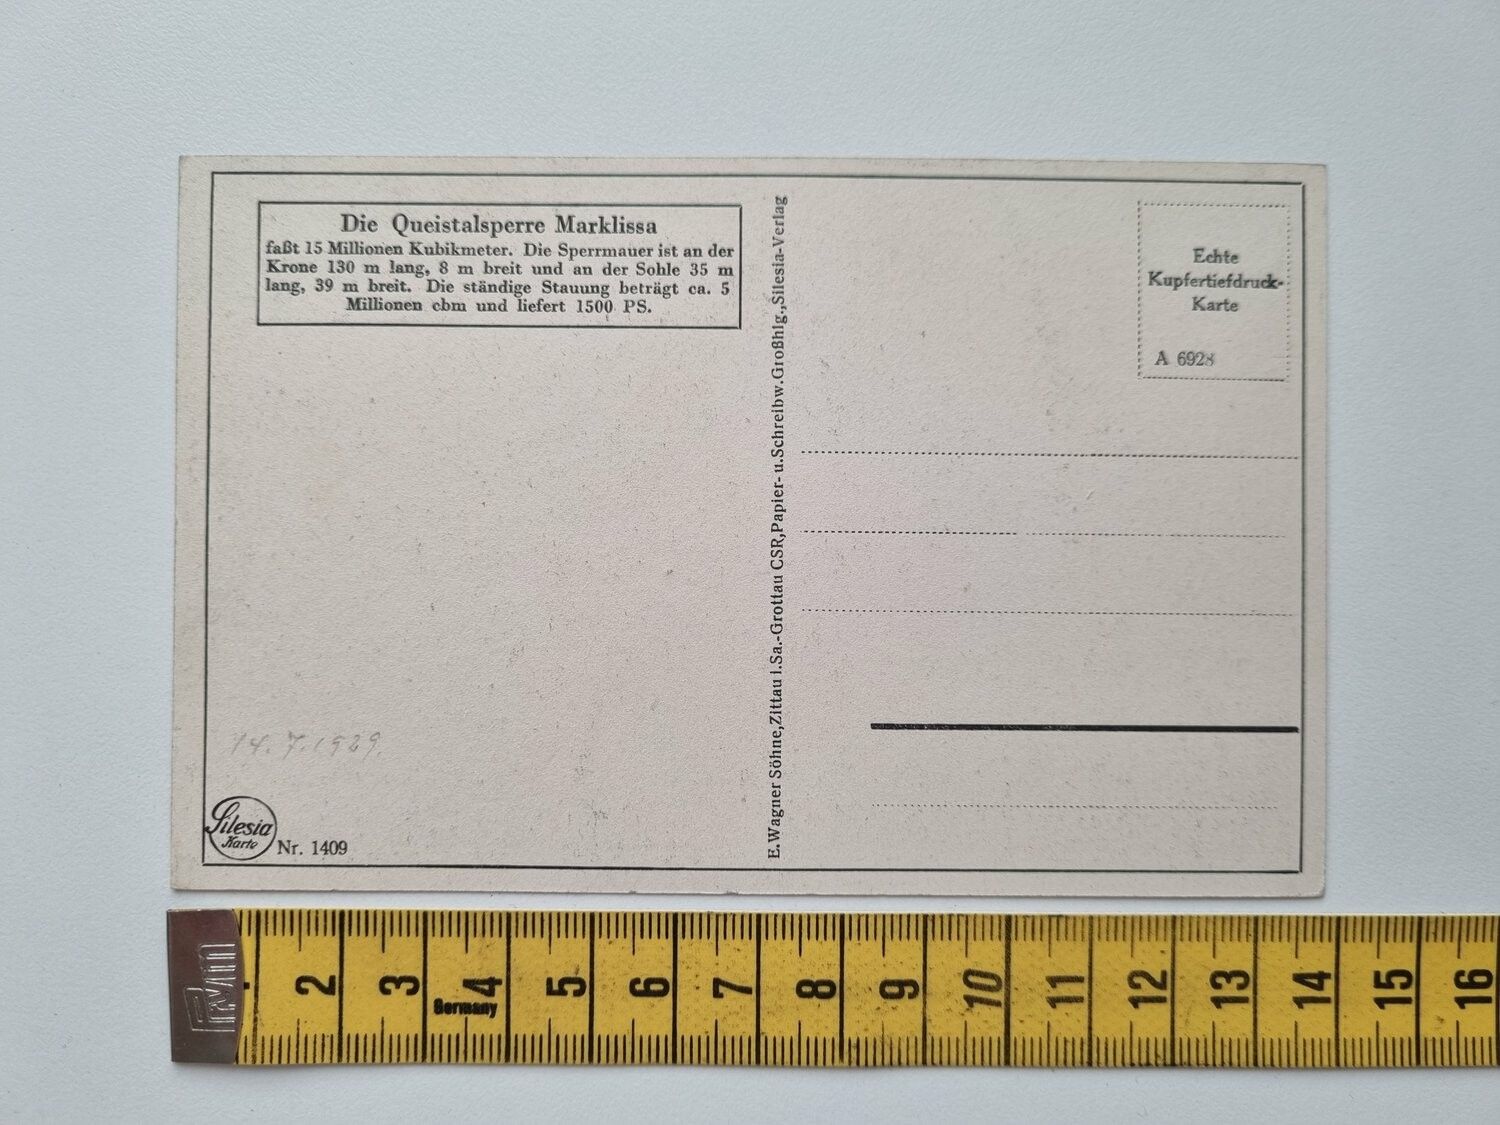 Die Queistalsperre Marklissa
faßt 15 Millionen Kubikmeter. Die Sperrmauer ist an der
Krone 130 m lang, 8 m breit und an der Sohle 35 m
lang, 39 m breit. Die ständige Stauung beträgt ca. 5
Millionen cbm und liefert 1500 PS.
14.7.1929.
Silesia
Karte
Nr. 1409
E.Wagner Söhne,Zittau i.Sa.-Grottau CSR,Papier- u.Schreibw.Großhlg.,Silesia-Verlag
Echte
Kupfertiefdruck-
Karte
A 6928
2 3 4 5 6 7 8 9 10 11 12 13 14 15 16
Germany